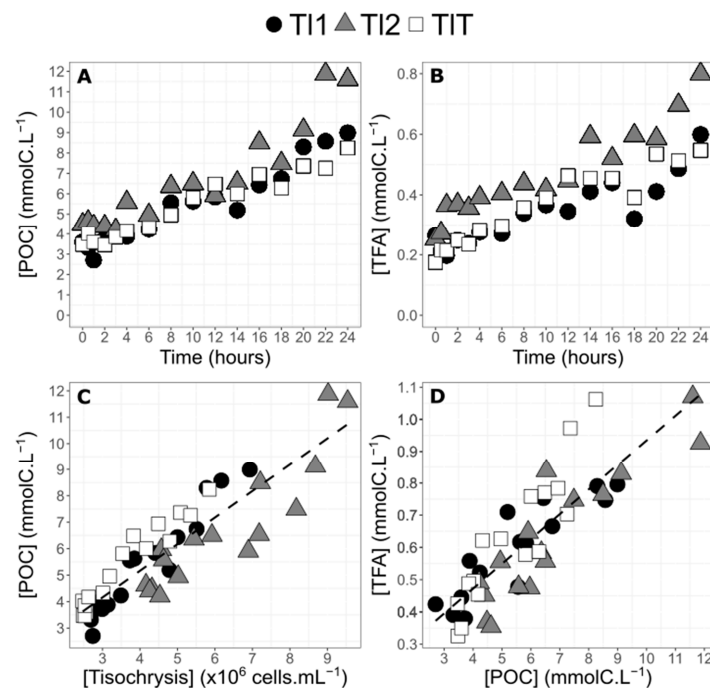 TI1 TI2 TIT
A
[POC] (mmolC.L⁻¹)
12
11
10
9
8
7
6
5
4
3
2
1
0
0 2 4 6 8 10 12 14 16 18 20 22 24
Time (hours)
B
[TFA] (mmolC.L⁻¹)
0.8
0.6
0.4
0.2
0.0
0 2 4 6 8 10 12 14 16 18 20 22 24
Time (hours)
C
[POC] (mmolC.L⁻¹)
12
11
10
9
8
7
6
5
4
3
3 4 5 6 7 8 9
[Tisochrysis] (x10⁶ cells.mL⁻¹)
D
[TFA] (mmolC.L⁻¹)
1.1
1.0
0.9
0.8
0.7
0.6
0.5
0.4
0.3
3 4 5 6 7 8 9 10 11 12
[POC] (mmolC.L⁻¹)